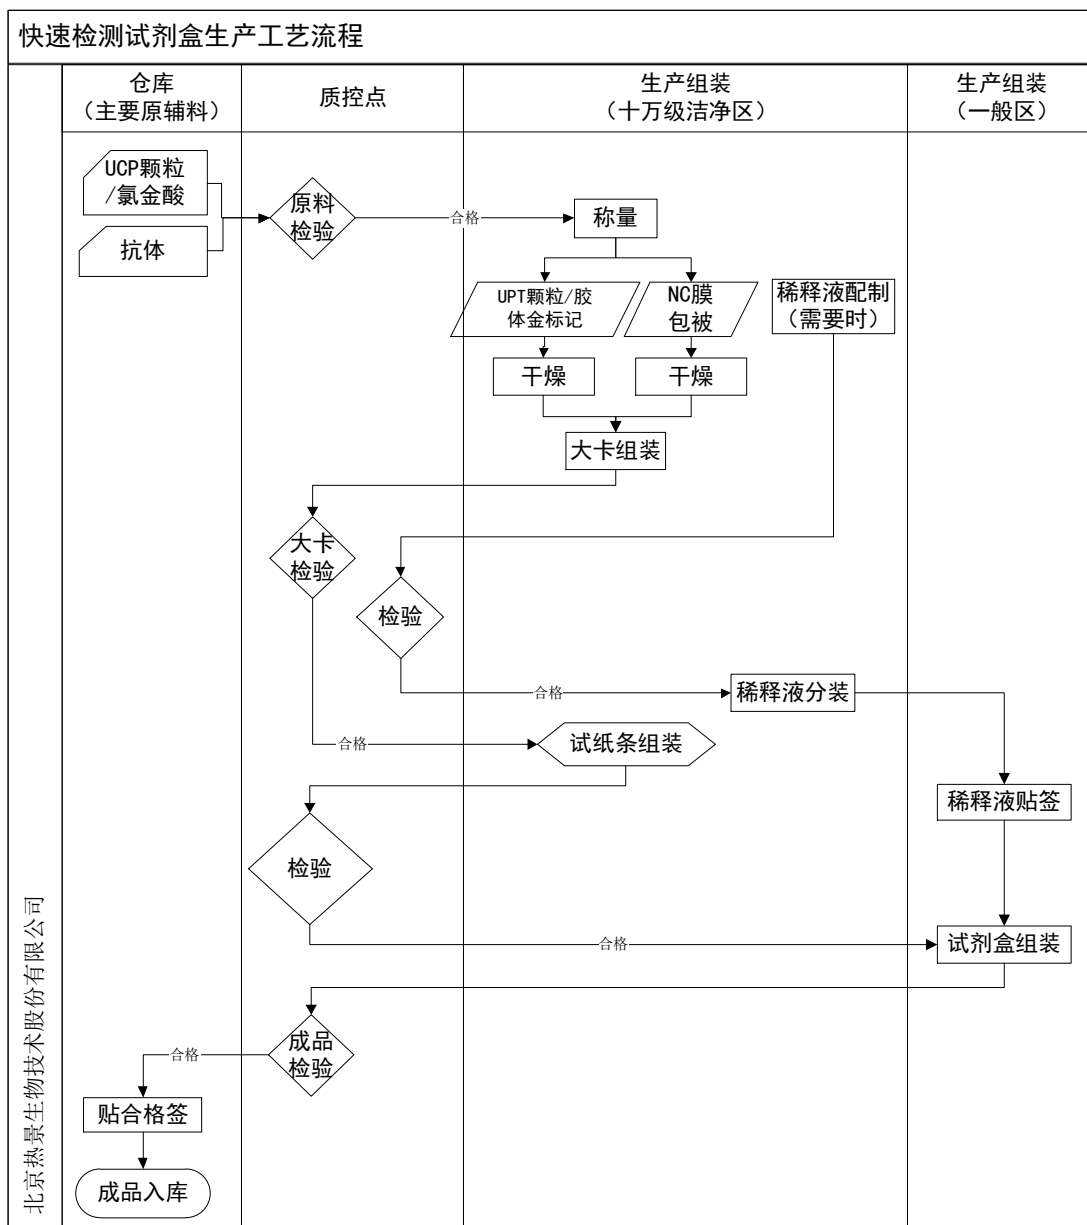 快速检测试剂盒生产工艺流程
仓库
（主要原辅料）
质控点
生产组装
（十万级洁净区）
生产组装
（一般区）
UCP颗粒
/氯金酸
抗体
原料
检验
合格
称量
UPT颗粒/胶
体金标记
NC膜
包被
稀释液配制
（需要时）
干燥
干燥
大卡组装
大卡
检验
检验
合格
稀释液分装
合格
试纸条组装
稀释液贴签
检验
合格
试剂盒组装
成品
检验
合格
贴合格签
成品入库
北京热景生物技术股份有限公司